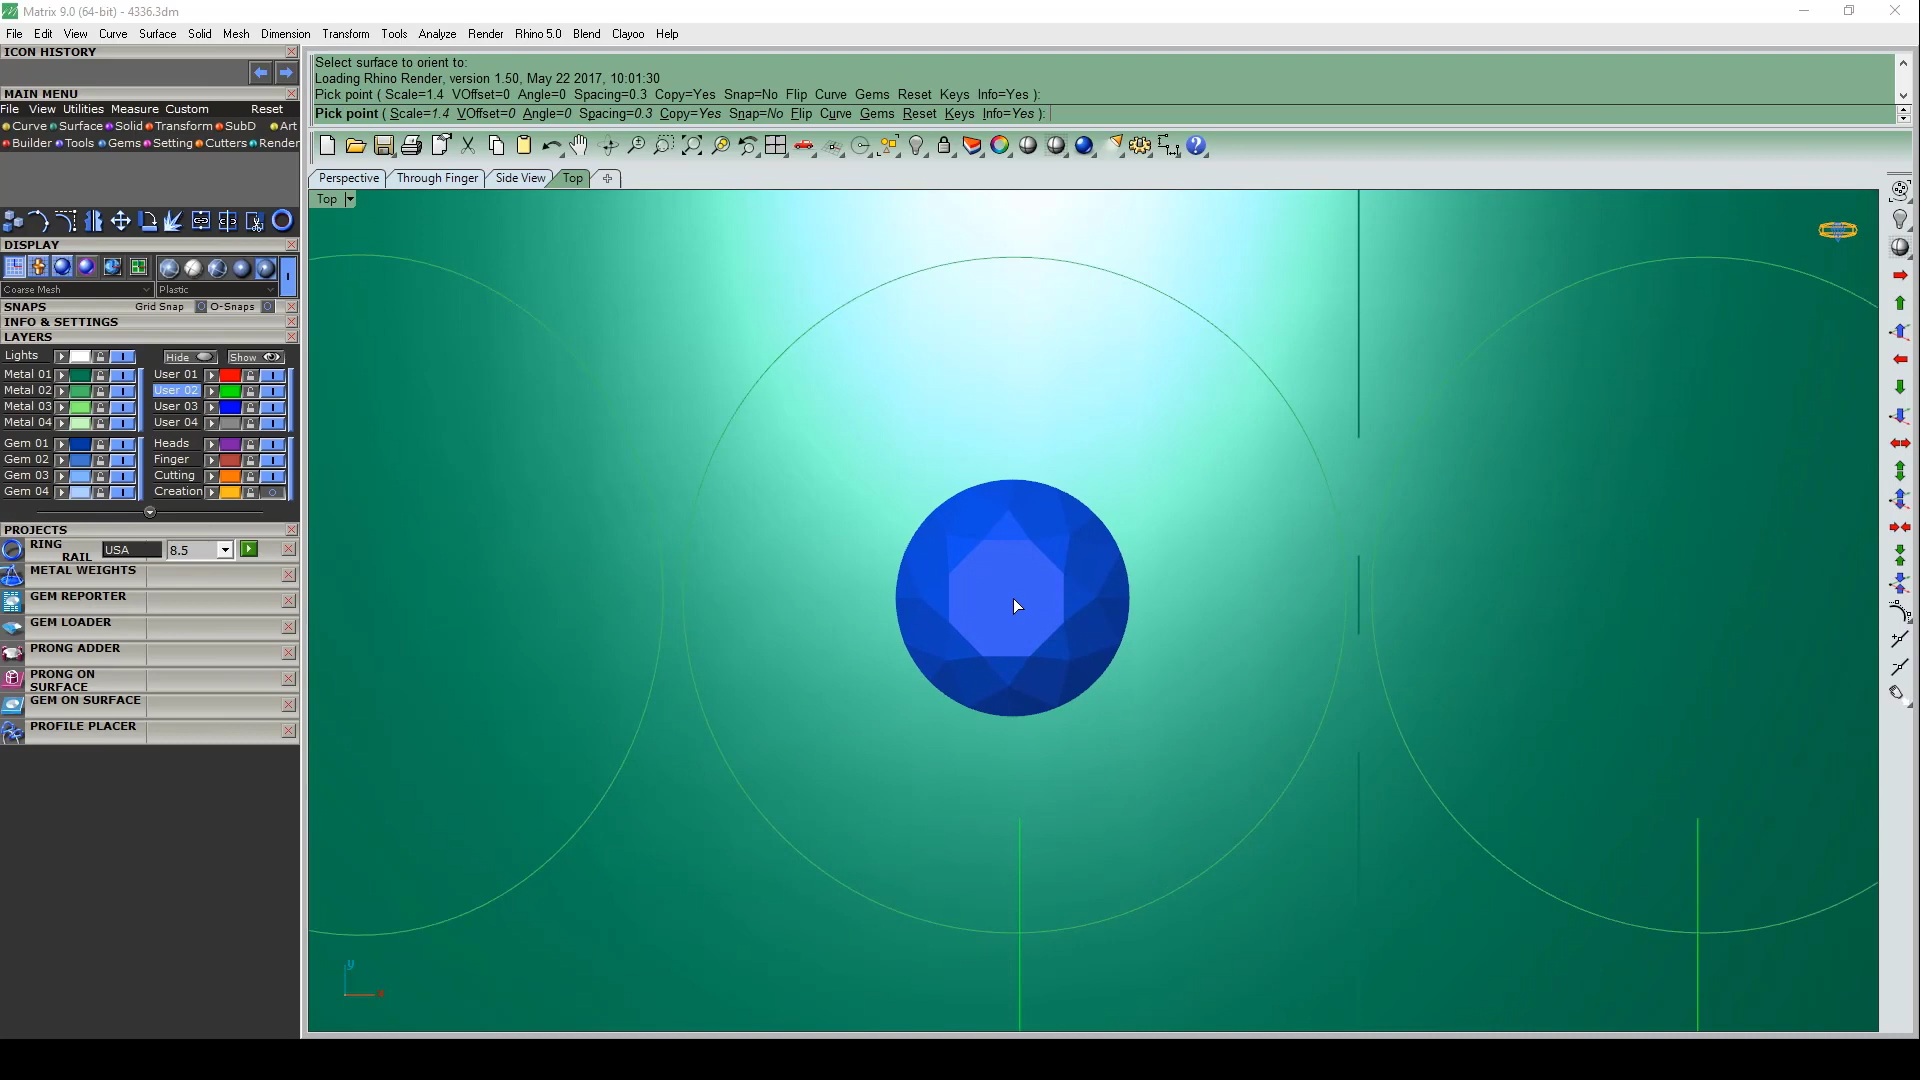 Matrix 9.0 (64-bit) - 4336.3dm
File Edit View Curve Surface Solid Mesh Dimension Transform Tools Analyze Render Rhino 5.0 Blend Clayoo Help
ICON HISTORY
MAIN MENU
File View Utilities Measure Custom Reset
Curve Surface Solid Transform SubD Art
Builder Tools Gems Setting Cutters Render
DISPLAY
Coarse Mesh Plastic
SNAPS Grid Snap O-Snaps
INFO & SETTINGS
LAYERS
Lights Hide Show
Metal 01 User 01
Metal 02 User 02
Metal 03 User 03
Metal 04 User 04
Gem 01 Heads
Gem 02 Finger
Gem 03 Cutting
Gem 04 Creation
PROJECTS
RING RAIL USA 8.5
METAL WEIGHTS
GEM REPORTER
GEM LOADER
PRONG ADDER
PRONG ON
SURFACE
GEM ON SURFACE
PROFILE PLACER
Select surface to orient to:
Loading Rhino Render, version 1.50, May 22 2017, 10:01:30
Pick point ( Scale=1.4 VOffset=0 Angle=0 Spacing=0.3 Copy=Yes Snap=No Flip Curve Gems Reset Keys Info=Yes ):
Pick point ( Scale=1.4 VOffset=0 Angle=0 Spacing=0.3 Copy=Yes Snap=No Flip Curve Gems Reset Keys Info=Yes ):
Perspective Through Finger Side View Top
Top
y
x